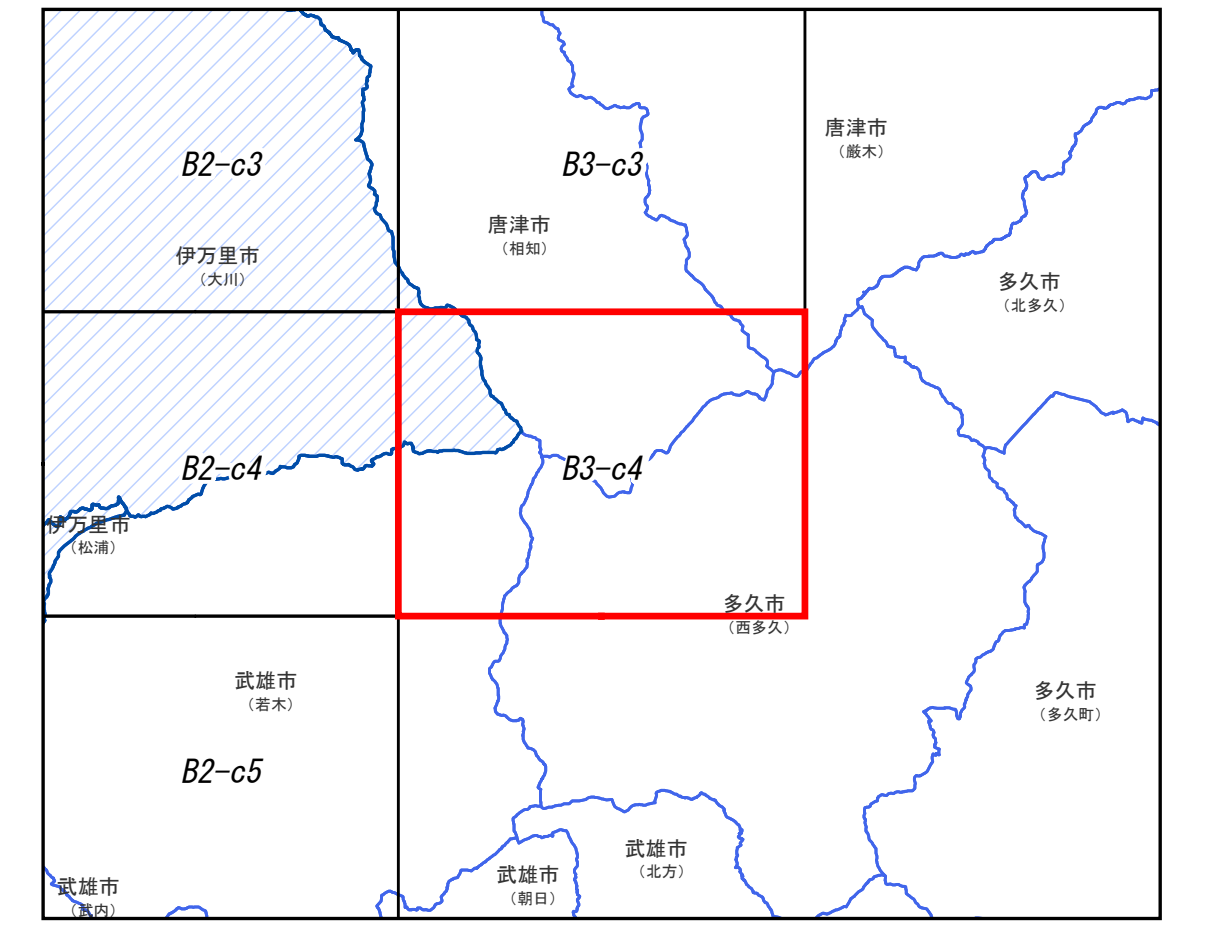 唐津市
（厳木）
B2-c3
B3-c3
唐津市
（相知）
伊万里市
（大川）
多久市
（北多久）
B2-c4
B3-c4
伊万里市
（松浦）
多久市
（西多久）
武雄市
（若木）
多久市
（多久町）
B2-c5
武雄市
（北方）
武雄市
（朝日）
武雄市
（武内）